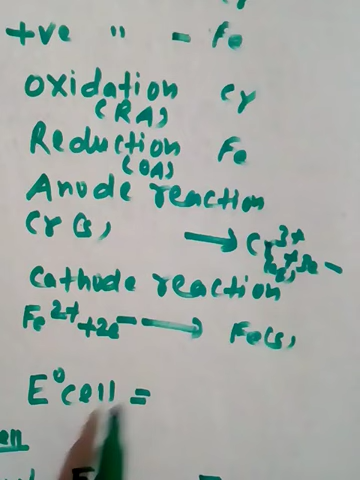 +ve " - Fe
Oxidation Cr
(RA)
Reduction Fe
(OA)
Anode reaction
Cr(s) → Cr3+(aq)+3e-
Cathode reaction
Fe2+ +2e- → Fe(s)
E°cell =